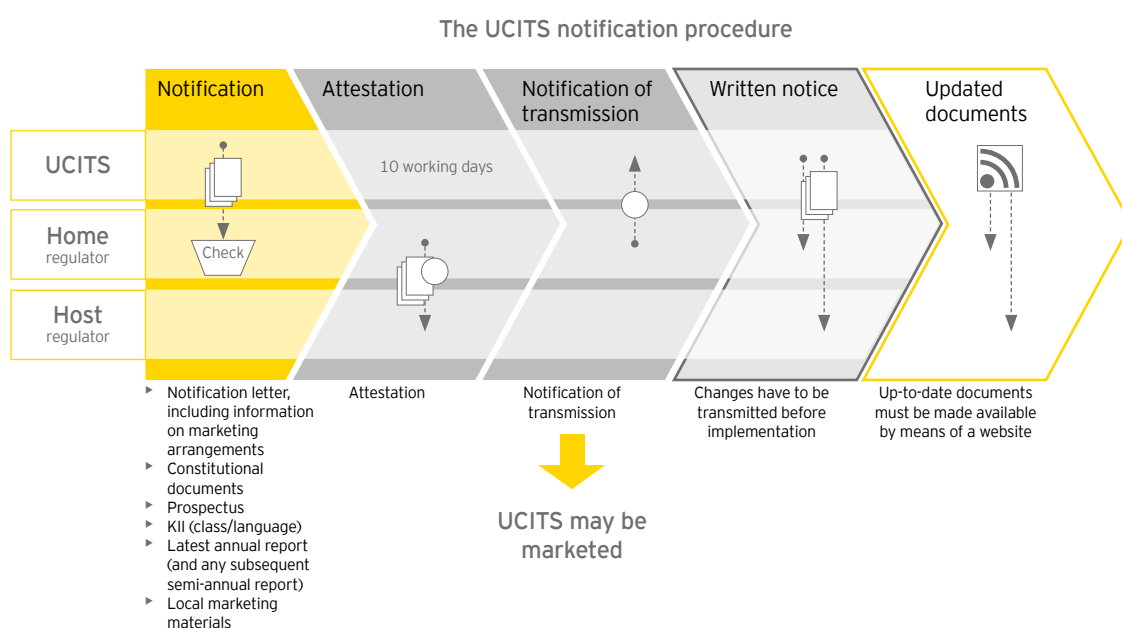 The UCITS notification procedure
Notification
Attestation
Notification of
transmission
Written notice
Updated
documents
UCITS
10 working days
Home
regulator
Check
Host
regulator
▸ Notification letter,
including information
on marketing
arrangements
▸ Constitutional
documents
▸ Prospectus
▸ KII (class/language)
▸ Latest annual report
(and any subsequent
semi-annual report)
▸ Local marketing
materials
Attestation
Notification of
transmission
UCITS may be
marketed
Changes have to be
transmitted before
implementation
Up-to-date documents
must be made available
by means of a website